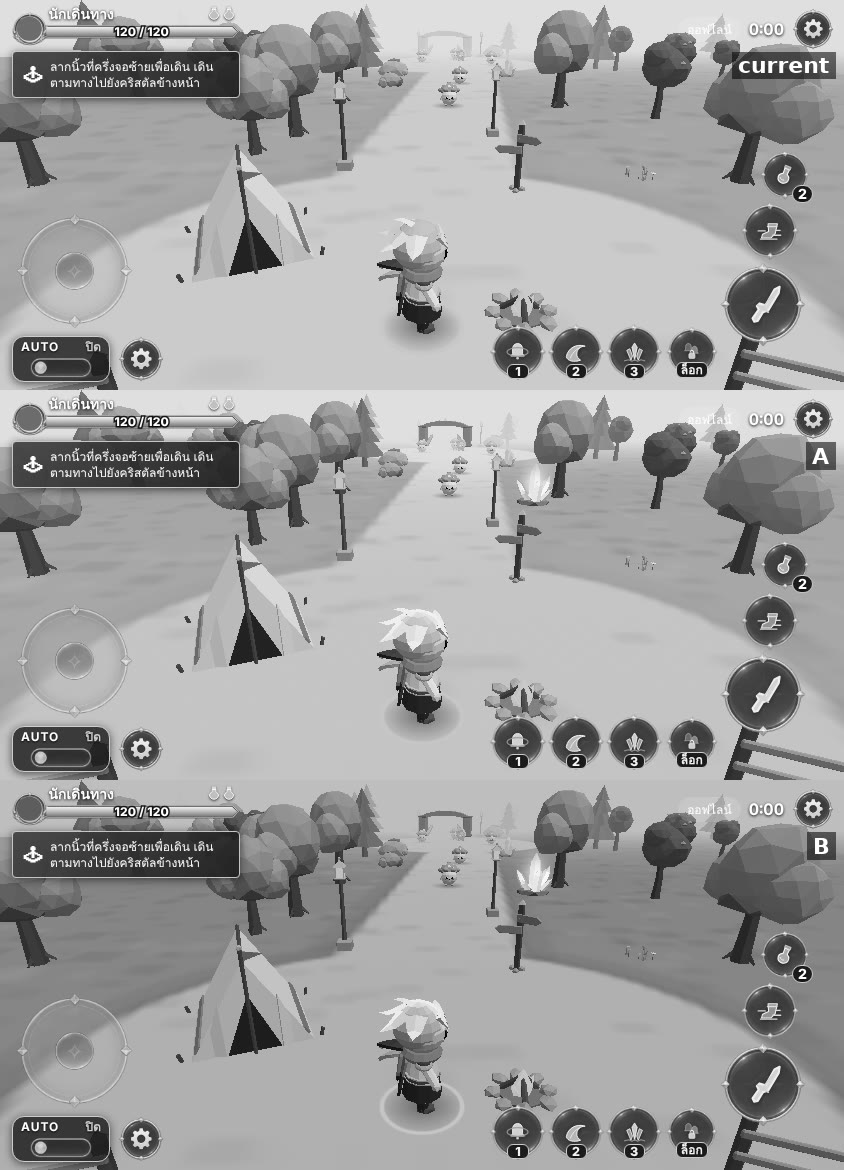 นักเดินทาง
120 / 120
ออฟไลน์
0:00
current
ลากนิ้วที่ครึ่งจอซ้ายเพื่อเดิน เดิน
ตามทางไปยังคริสตัลข้างหน้า
2
AUTO ปิด
1
2
3
ล็อก
นักเดินทาง
120 / 120
ออฟไลน์
0:00
A
ลากนิ้วที่ครึ่งจอซ้ายเพื่อเดิน เดิน
ตามทางไปยังคริสตัลข้างหน้า
2
AUTO ปิด
1
2
3
ล็อก
นักเดินทาง
120 / 120
ออฟไลน์
0:00
B
ลากนิ้วที่ครึ่งจอซ้ายเพื่อเดิน เดิน
ตามทางไปยังคริสตัลข้างหน้า
2
AUTO ปิด
1
2
3
ล็อก